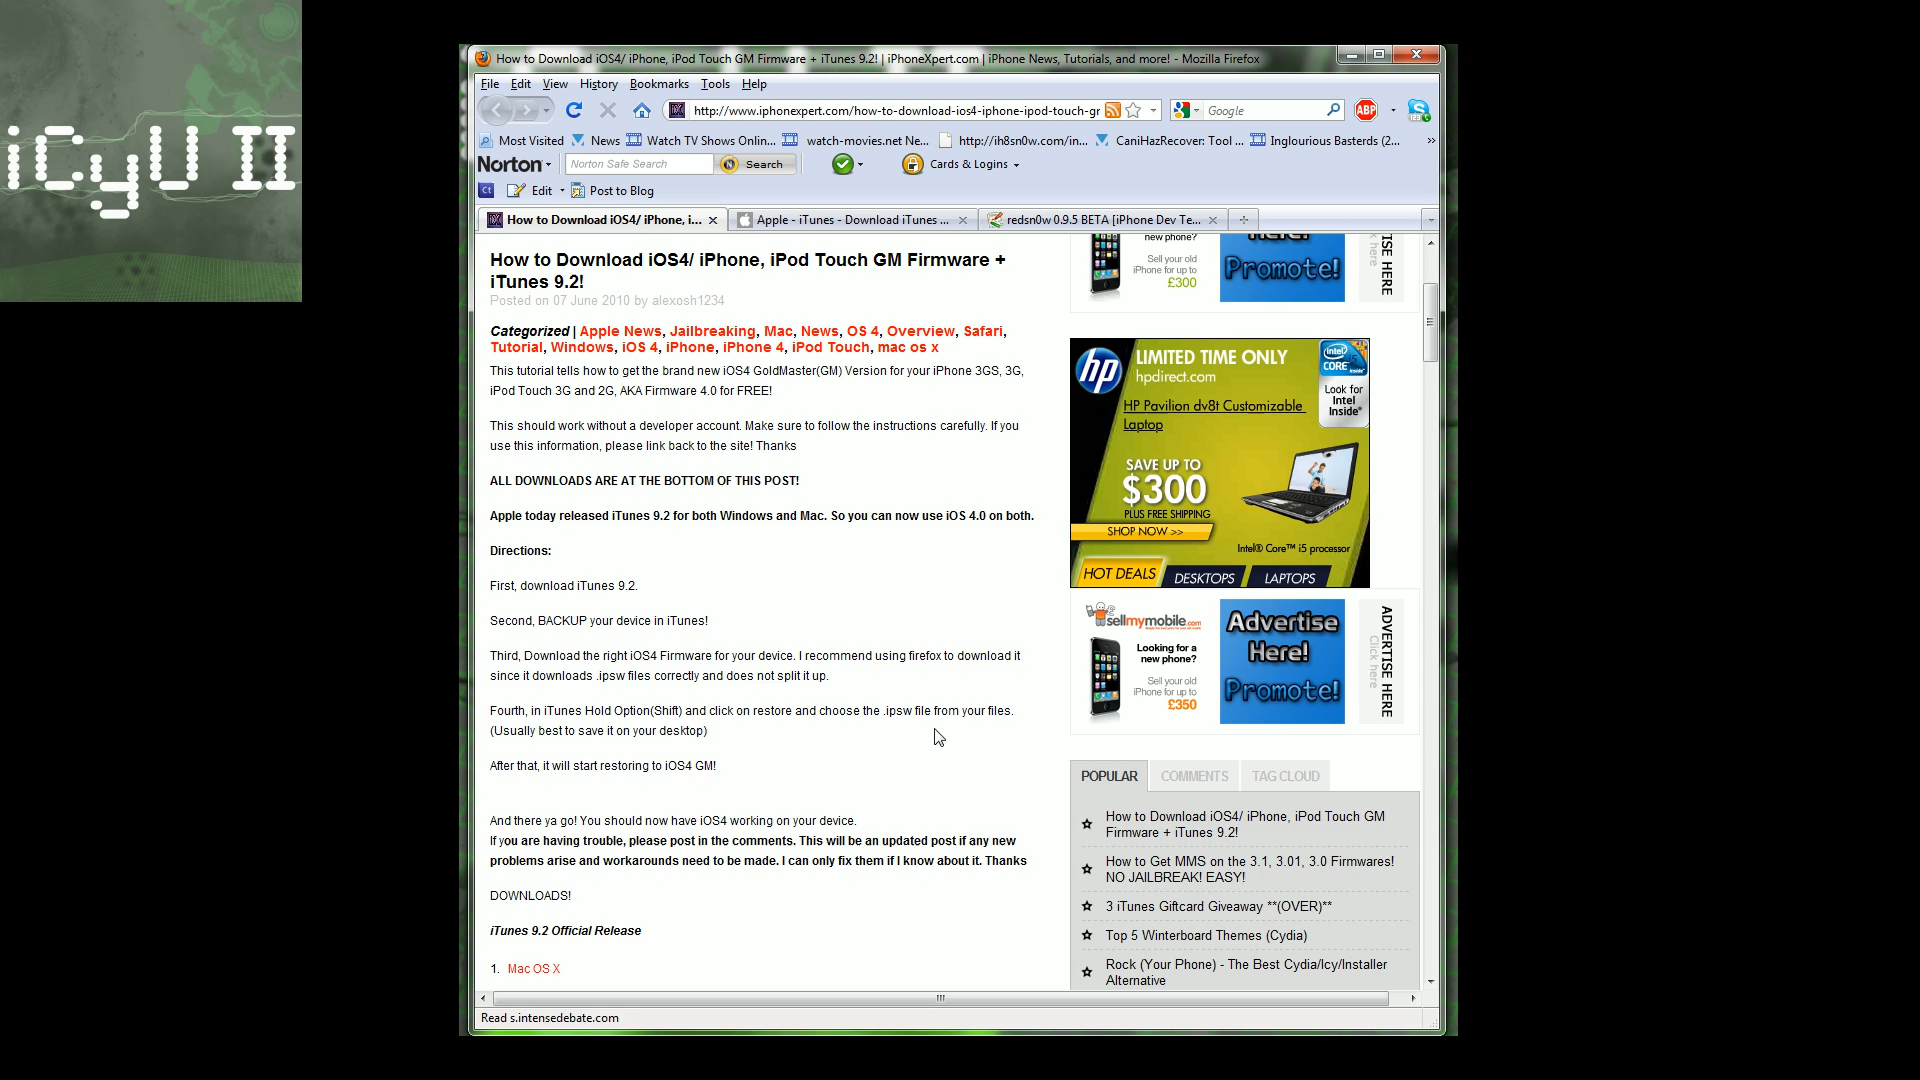 iCyU II
How to Download iOS4/ iPhone, iPod Touch GM Firmware + iTunes 9.2! | iPhoneXpert.com | iPhone News, Tutorials, and more! - Mozilla Firefox
File Edit View History Bookmarks Tools Help
http://www.iphonexpert.com/how-to-download-ios4-iphone-ipod-touch-gr
Google
ABP
Most Visited News Watch TV Shows Onlin... watch-movies.net Ne... http://ih8sn0w.com/in... CaniHazRecover: Tool ... Inglourious Basterds (2... »
Norton Norton Safe Search Search Cards & Logins
Ct Edit Post to Blog
How to Download iOS4/ iPhone, i... Apple - iTunes - Download iTunes ... redsn0w 0.9.5 BETA [iPhone Dev Te...
How to Download iOS4/ iPhone, iPod Touch GM Firmware +
iTunes 9.2!
Posted on 07 June 2010 by alexosh1234
Categorized | Apple News, Jailbreaking, Mac, News, OS 4, Overview, Safari,
Tutorial, Windows, iOS 4, iPhone, iPhone 4, iPod Touch, mac os x
This tutorial tells how to get the brand new iOS4 GoldMaster(GM) Version for your iPhone 3GS, 3G,
iPod Touch 3G and 2G, AKA Firmware 4.0 for FREE!
This should work without a developer account. Make sure to follow the instructions carefully. If you
use this information, please link back to the site! Thanks
ALL DOWNLOADS ARE AT THE BOTTOM OF THIS POST!
Apple today released iTunes 9.2 for both Windows and Mac. So you can now use iOS 4.0 on both.
Directions:
First, download iTunes 9.2.
Second, BACKUP your device in iTunes!
Third, Download the right iOS4 Firmware for your device. I recommend using firefox to download it
since it downloads .ipsw files correctly and does not split it up.
Fourth, in iTunes Hold Option(Shift) and click on restore and choose the .ipsw file from your files.
(Usually best to save it on your desktop)
After that, it will start restoring to iOS4 GM!
And there ya go! You should now have iOS4 working on your device.
If you are having trouble, please post in the comments. This will be an updated post if any new
problems arise and workarounds need to be made. I can only fix them if I know about it. Thanks
DOWNLOADS!
iTunes 9.2 Official Release
1. Mac OS X
new phone?
Sell your old
iPhone for up to
£300
Promote!
LIMITED TIME ONLY
hpdirect.com
hp
intel
CORE i5
Look for
Intel
Inside®
HP Pavilion dv8t Customizable
Laptop
SAVE UP TO
$300
PLUS FREE SHIPPING
SHOP NOW >>
Intel® Core™ i5 processor
HOT DEALS DESKTOPS LAPTOPS
sellmymobile.com
Looking for a
new phone?
Sell your old
iPhone for up to
£350
Advertise
Here!
Promote!
ADVERTISE HERE
Click here
POPULAR COMMENTS TAG CLOUD
How to Download iOS4/ iPhone, iPod Touch GM
Firmware + iTunes 9.2!
How to Get MMS on the 3.1, 3.01, 3.0 Firmwares!
NO JAILBREAK! EASY!
3 iTunes Giftcard Giveaway **(OVER)**
Top 5 Winterboard Themes (Cydia)
Rock (Your Phone) - The Best Cydia/Icy/Installer
Alternative
Read s.intensedebate.com